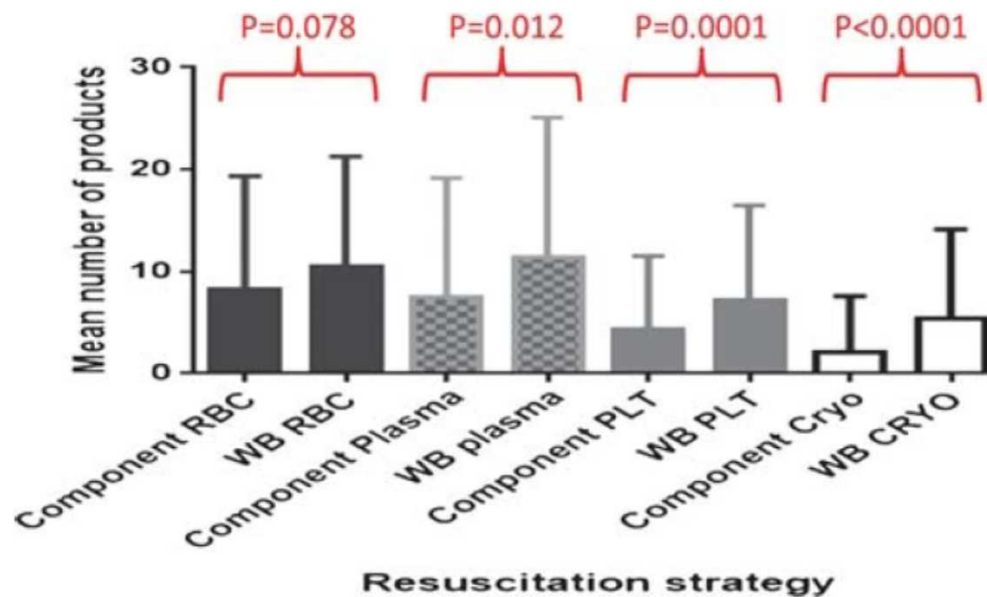 P=0.078 P=0.012 P=0.0001 P<0.0001
30
20
10
0
Mean number of products
Component RBC
WB RBC
Component Plasma
WB plasma
Component PLT
WB PLT
Component Cryo
WB CRYO
Resuscitation strategy